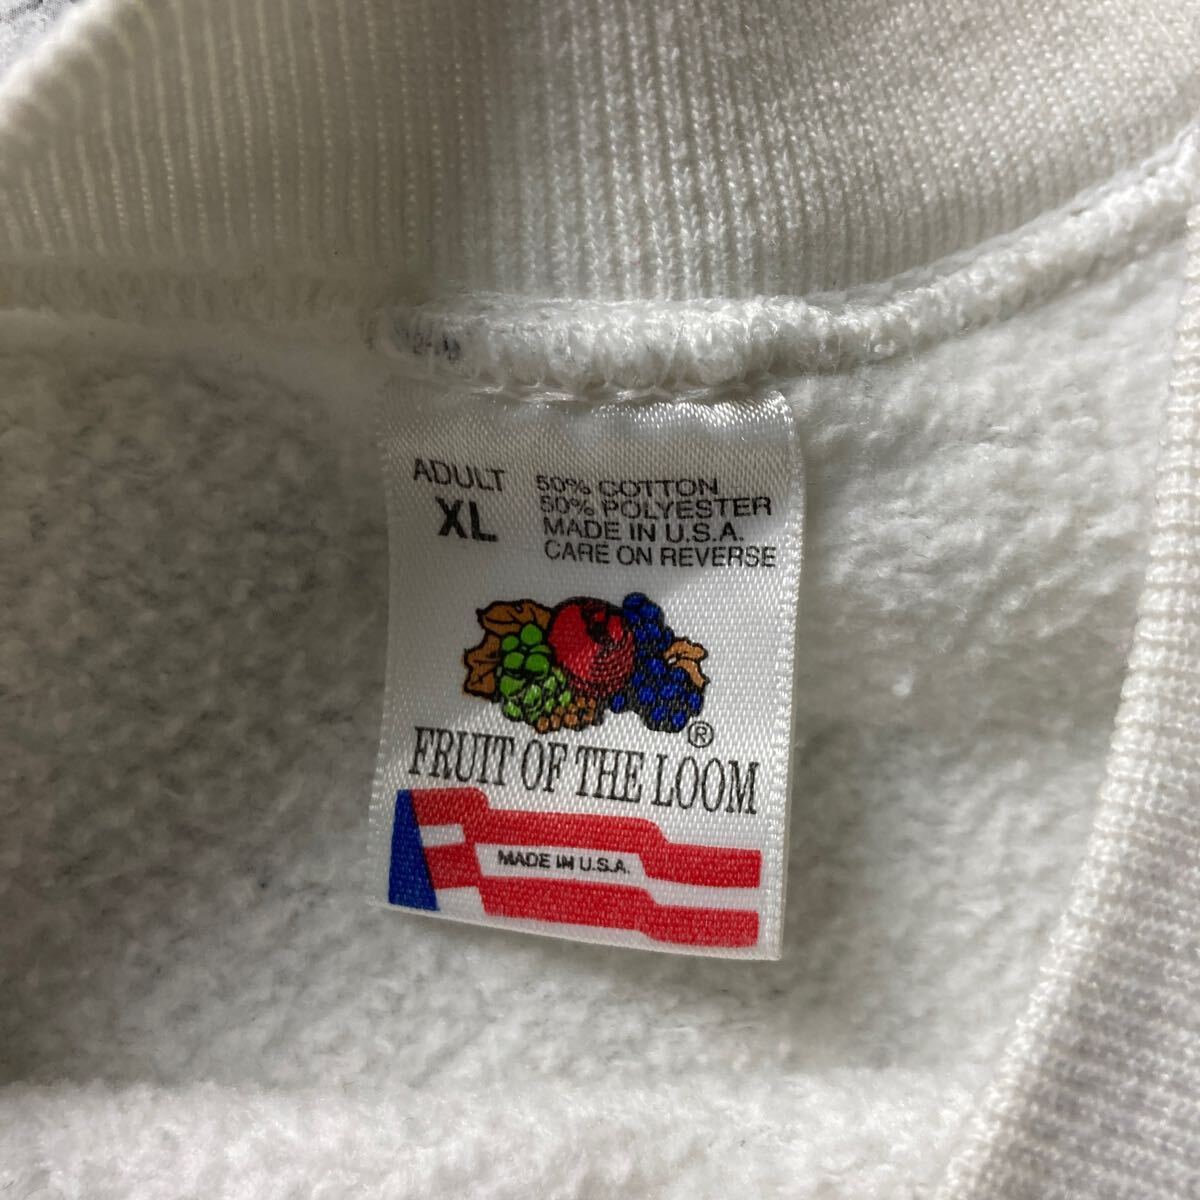 ADULT
XL
50% COTTON
50% POLYESTER
MADE IN U.S.A.
CARE ON REVERSE
®
FRUIT OF THE LOOM
MADE IN U.S.A.